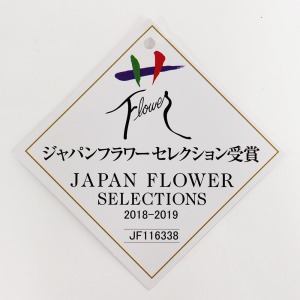 Flower
ジャパンフラワーセレクション受賞
JAPAN FLOWER
SELECTIONS
2018-2019
JF116338